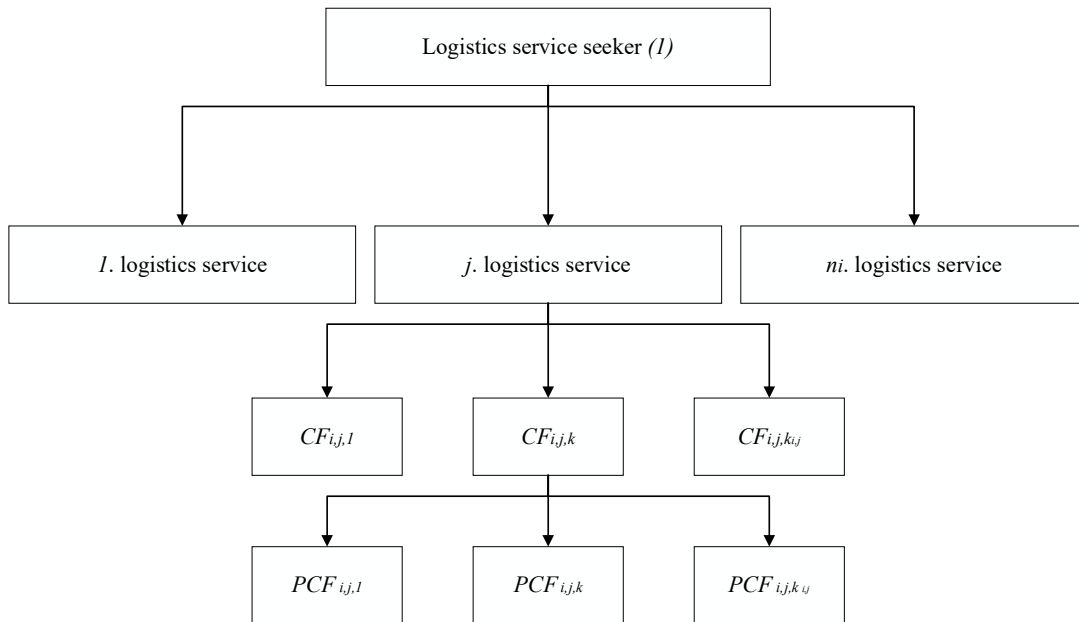 Logistics service seeker (1)
1. logistics service
j. logistics service
ni. logistics service
CFi,j,1
CFi,j,k
CFi,j,ki,j
PCF i,j,1
PCF i,j,k
PCF i,j,k i,j